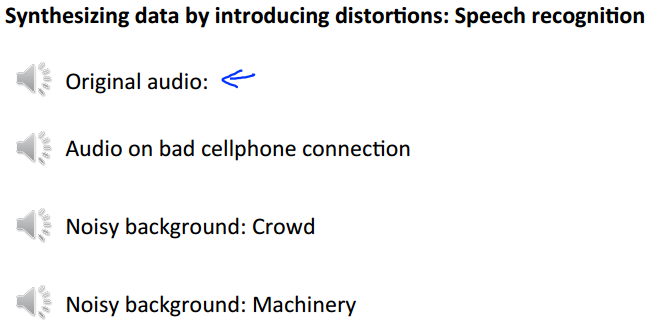 Synthesizing data by introducing distortions: Speech recognition
Original audio:
Audio on bad cellphone connection
Noisy background: Crowd
Noisy background: Machinery